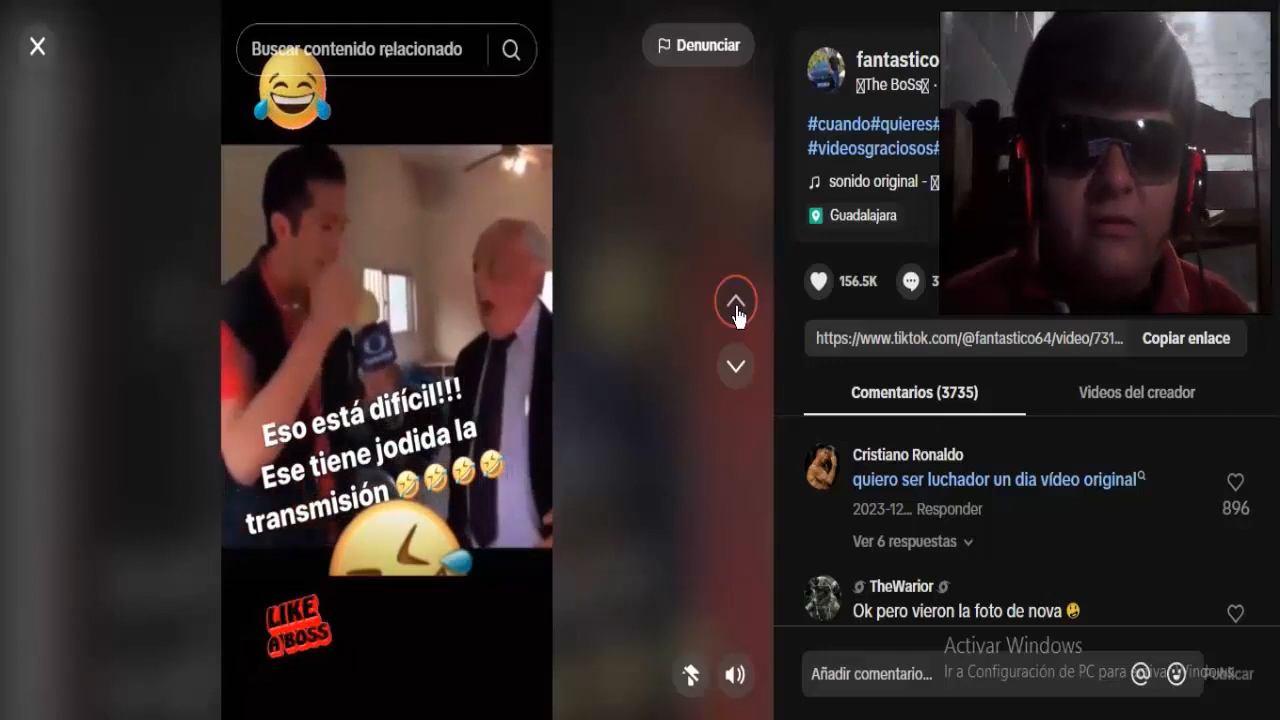 Buscar contenido relacionado
Denunciar
Eso está difícil!!!
Ese tiene jodida la
transmisión 🤣🤣🤣🤣
LIKE
A BOSS
fantastico
The BoSs ·
#cuando#quieres#
#videosgraciosos#
sonido original -
Guadalajara
156.5K
3
https://www.tiktok.com/@fantastico64/video/731...
Copiar enlace
Comentarios (3735)
Videos del creador
Cristiano Ronaldo
quiero ser luchador un dia vídeo original
2023-12... Responder
896
Ver 6 respuestas
TheWarior
Ok pero vieron la foto de nova
Activar Windows
Ir a Configuración de PC para activar Windows.
Añadir comentario...
Publicar